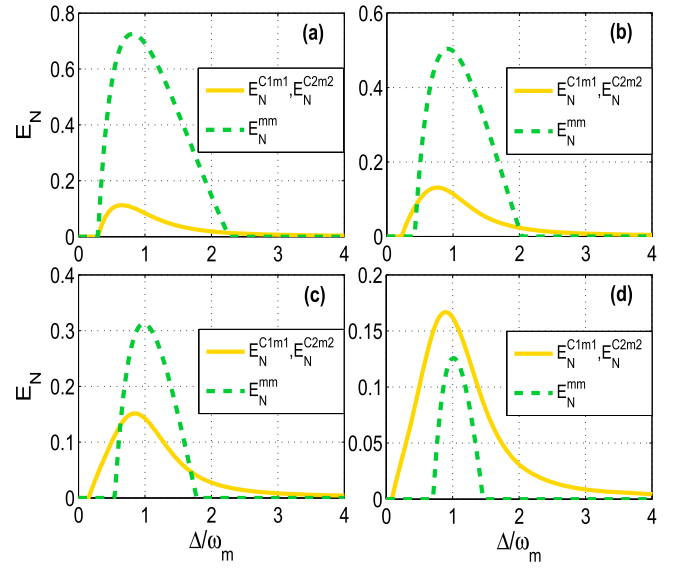 (a)
0.8
0.6
0.4
0.2
0
E_N
E_N^C1m1,E_N^C2m2
E_N^mm
0 1 2 3 4
(b)
0.6
0.4
0.2
0
E_N^C1m1,E_N^C2m2
E_N^mm
0 1 2 3 4
(c)
0.4
0.3
0.2
0.1
0
E_N
E_N^C1m1,E_N^C2m2
E_N^mm
0 1 2 3 4
Δ/ω_m
(d)
0.2
0.15
0.1
0.05
0
E_N^C1m1,E_N^C2m2
E_N^mm
0 1 2 3 4
Δ/ω_m